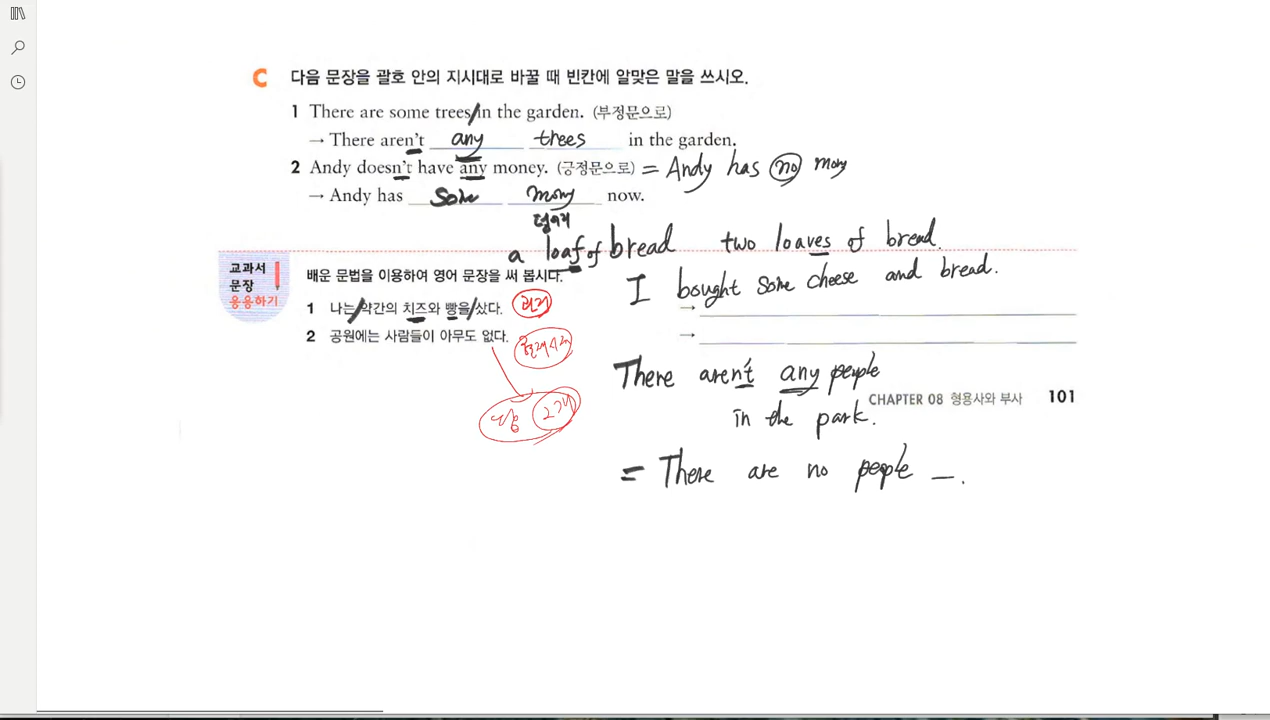 C 다음 문장을 괄호 안의 지시대로 바꿀 때 빈칸에 알맞은 말을 쓰시오.
1 There are some trees/in the garden. (부정문으로)
→ There aren't any trees in the garden.
2 Andy doesn't have any money. (긍정문으로) = Andy has no mony
→ Andy has some mony now.
덩어리
a loaf of bread two loaves of bread.
교과서
문장
응용하기
배운 문법을 이용하여 영어 문장을 써 봅시다.
I bought some cheese and bread.
1 나는/약간의 치즈와 빵을/샀다. 과거
→
2 공원에는 사람들이 아무도 없다. 현재시제
→
There aren't any people
in the park.
CHAPTER 08 형용사와 부사 101
= There are no people —.